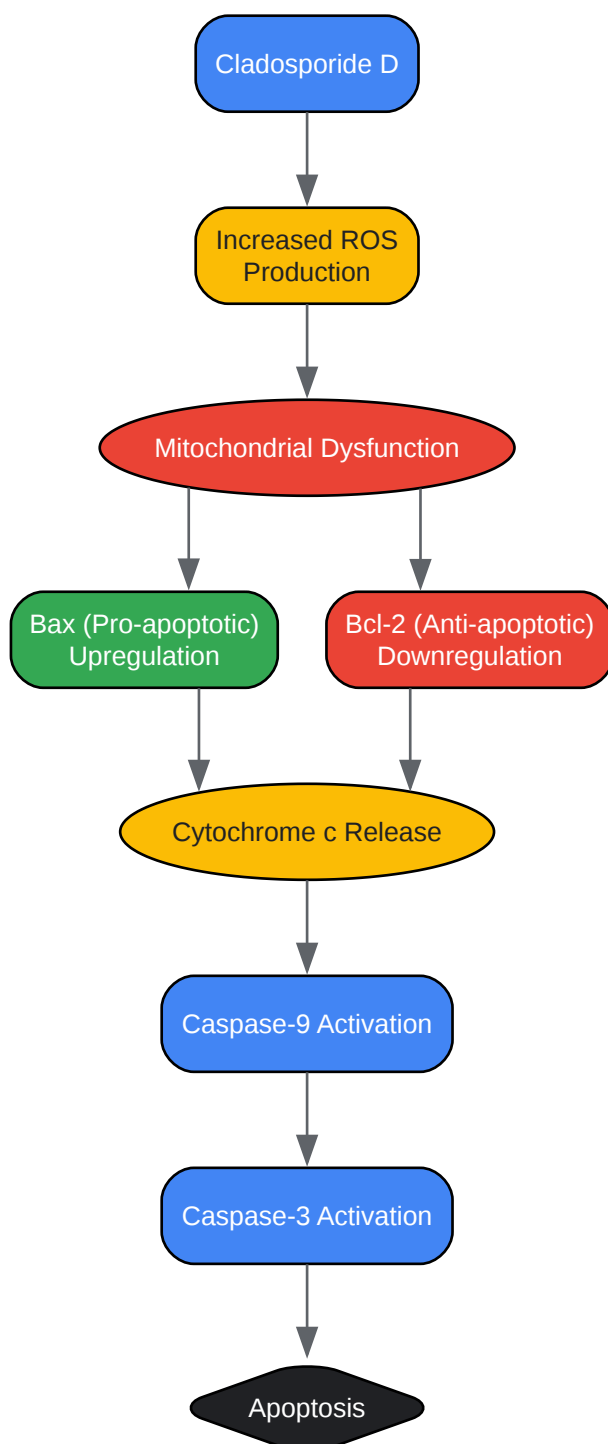 Cladosporide D
Increased ROS
Production
Mitochondrial Dysfunction
Bax (Pro-apoptotic)
Upregulation
Bcl-2 (Anti-apoptotic)
Downregulation
Cytochrome c Release
Caspase-9 Activation
Caspase-3 Activation
Apoptosis